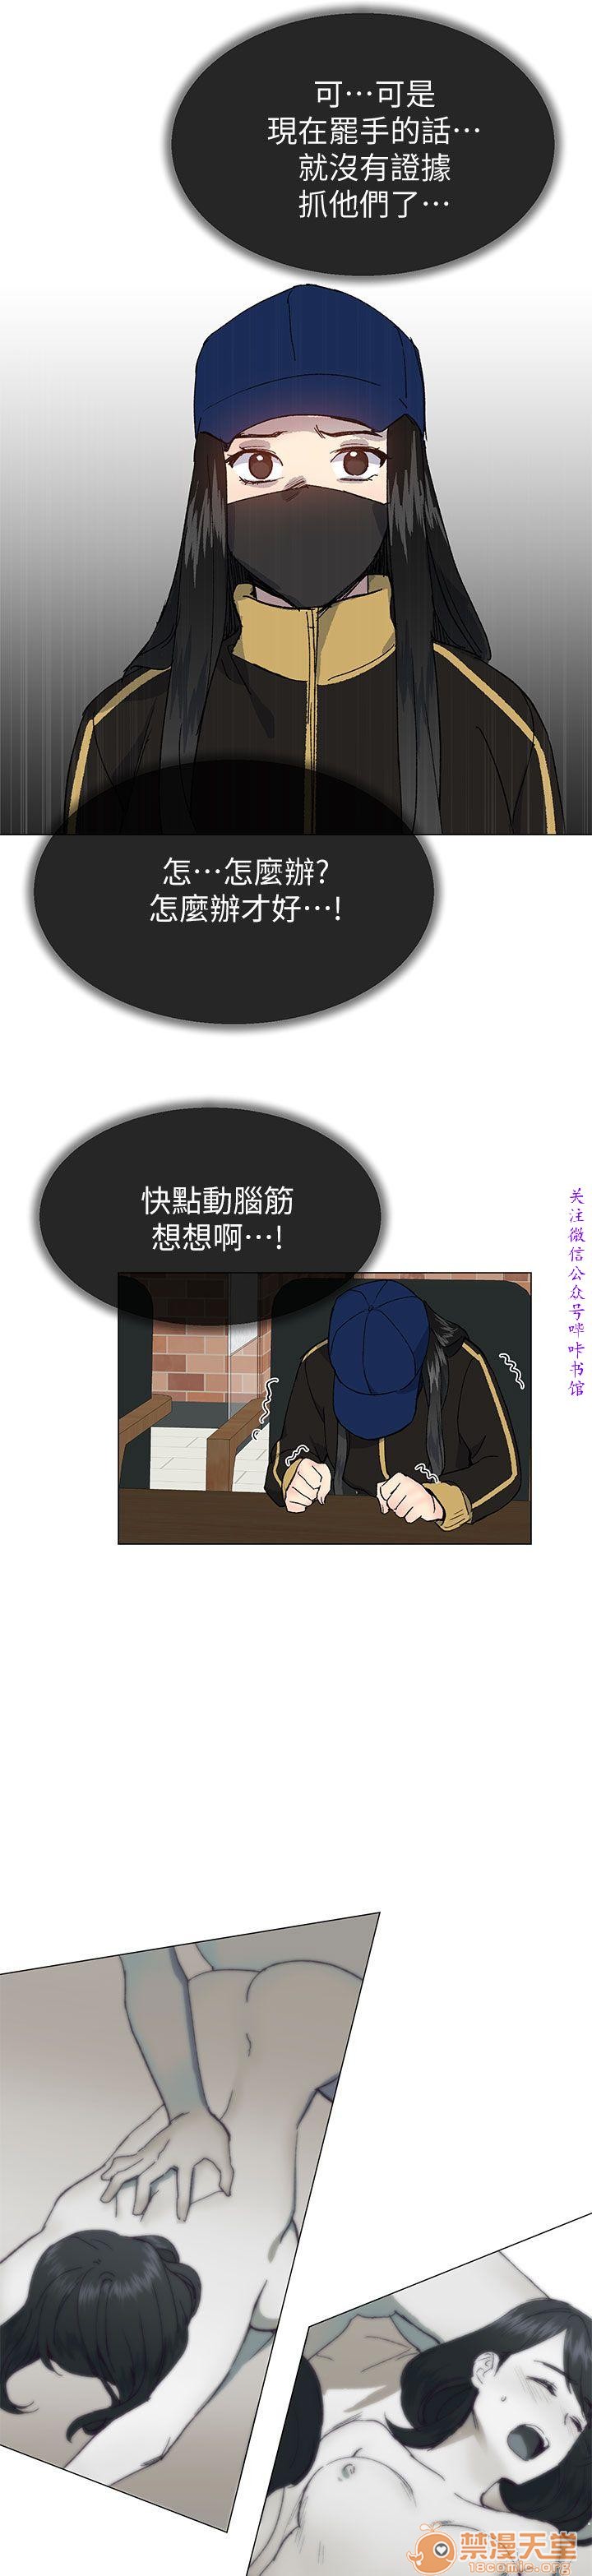 可⋯可是
現在罷手的話⋯
就沒有證據
抓他們了⋯
怎⋯怎麼辦?
怎麼辦才好⋯!
快點動腦筋
想想啊⋯!
关注微信公众号哔咔书馆
禁漫天堂
18comic.org